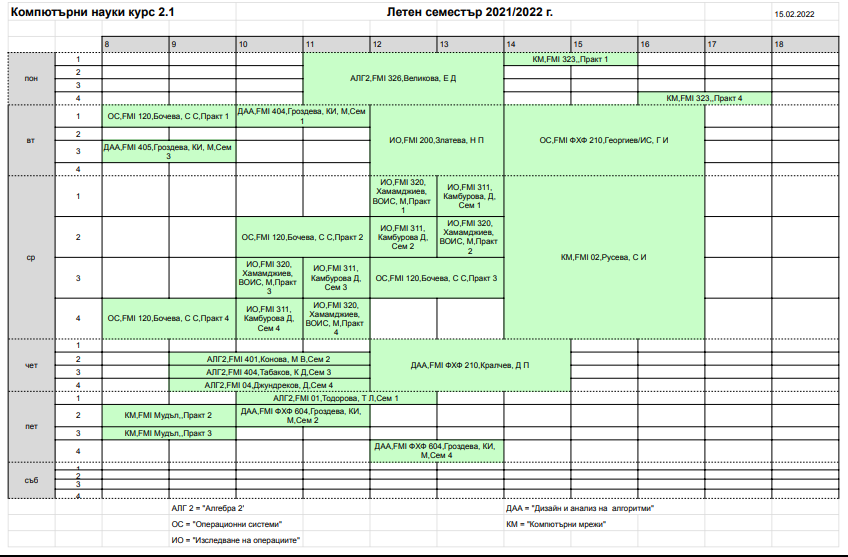 Компютърни науки курс 2.1 Летен семестър 2021/2022 г. 15.02.2022
8 9 10 11 12 13 14 15 16 17 18
пон
1 КМ,FMI 323,,Практ 1
2
АЛГ2,FMI 326,Великова, Е Д
3
4 КМ,FMI 323,,Практ 4
вт
1 ОС,FMI 120,Бочева, С С,Практ 1
ДАА,FMI 404,Гроздева, КИ, М,Сем
1
ИО,FMI 200,Златева, Н П
ОС,FMI ФХФ 210,Георгиев/ИС, Г И
2
3
ДАА,FMI 405,Гроздева, КИ, М,Сем
3
4
ср
1
ИО,FMI 320,
Хамамджиев,
ВОИС, М,Практ
1
ИО,FMI 311,
Камбурова, Д,
Сем 1
КМ,FMI 02,Русева, С И
2 ОС,FMI 120,Бочева, С С,Практ 2
ИО,FMI 311,
Камбурова Д,
Сем 2
ИО,FMI 320,
Хамамджиев,
ВОИС, М,Практ
2
3
ИО,FMI 320,
Хамамджиев,
ВОИС, М,Практ
3
ИО,FMI 311,
Камбурова Д,
Сем 3
ОС,FMI 120,Бочева, С С,Практ 3
4 ОС,FMI 120,Бочева, С С,Практ 4
ИО,FMI 311,
Камбурова Д,
Сем 4
ИО,FMI 320,
Хамамджиев,
ВОИС, М,Практ
4
чет
1
2 АЛГ2,FMI 401,Конова, М В,Сем 2
ДАА,FMI ФХФ 210,Кралчев, Д П
3 АЛГ2,FMI 404,Табаков, К Д,Сем 3
4 АЛГ2,FMI 04,Джундреков, Д,Сем 4
пет
1 АЛГ2,FMI 01,Тодорова, Т Л,Сем 1
2 КМ,FMI Мудъл,,Практ 2
ДАА,FMI ФХФ 604,Гроздева, КИ,
М,Сем 2
3 КМ,FMI Мудъл,,Практ 3
4
ДАА,FMI ФХФ 604,Гроздева, КИ,
М,Сем 4
съб
1
2
3
4
АЛГ 2 = "Алгебра 2' ДАА = "Дизайн и анализ на алгоритми"
ОС = "Операционни системи" КМ = "Компютърни мрежи"
ИО = "Изследване на операциите"